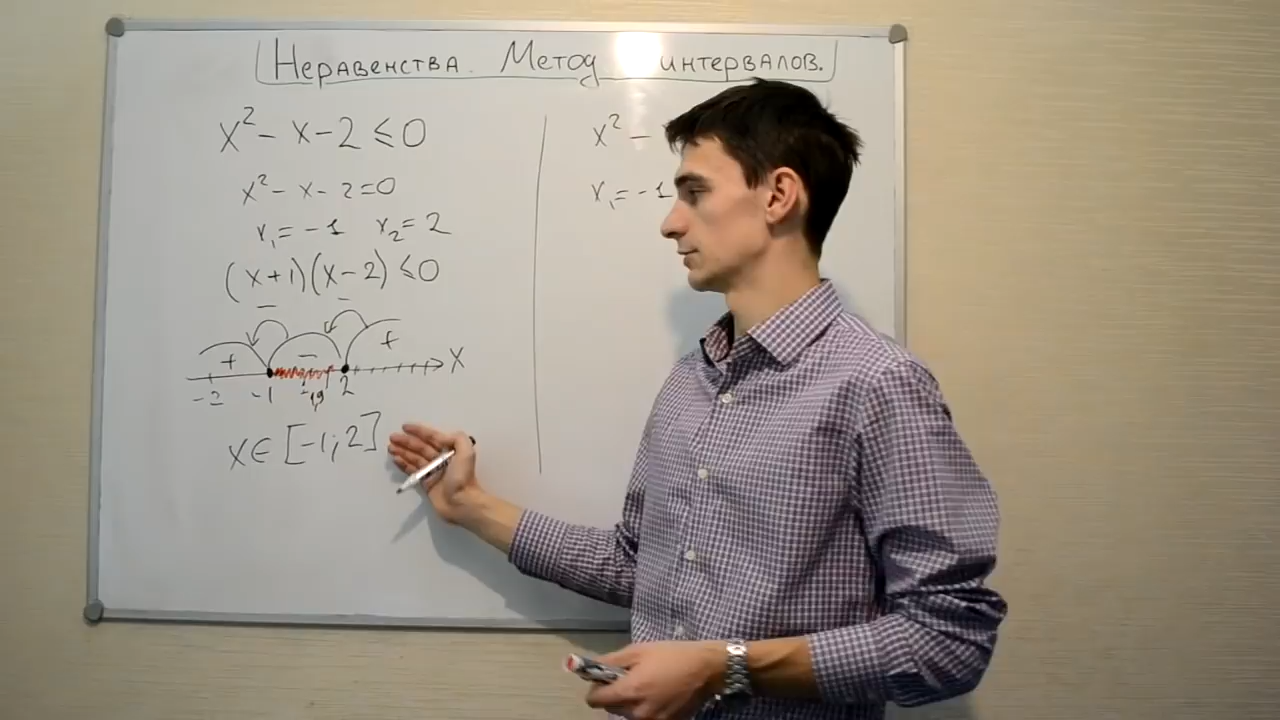 Неравенства. Метод интервалов.
x² - x - 2 ≤ 0
x² - x - 2 = 0
x₁ = -1 x₂ = 2
(x+1)(x-2) ≤ 0
- -
+ - + x
-2 -1 2
x ∈ [-1; 2]
x² -
x₁ = -1